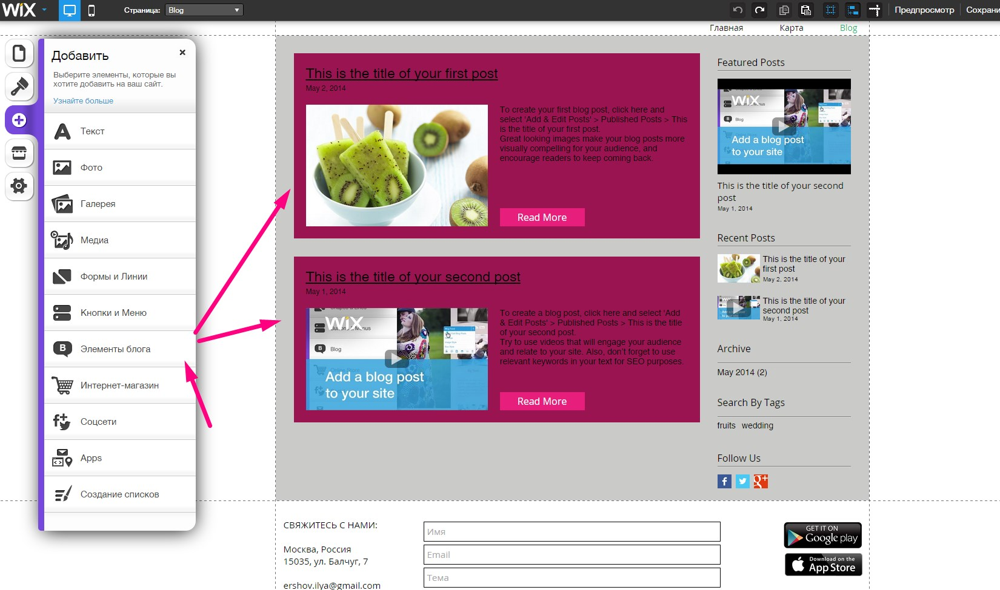 WiX
Страница:
Blog
Предпросмотр
Сохрани
Главная
Карта
Blog
Добавить
Выберите элементы, которые вы
хотите добавить на ваш сайт.
Узнайте больше
Текст
Фото
Галерея
Медиа
Формы и Линии
Кнопки и Меню
Элементы блога
Интернет-магазин
Соцсети
Apps
Создание списков
This is the title of your first post
May 2, 2014
To create your first blog post, click here and
select 'Add & Edit Posts' > Published Posts > This
is the title of your first post.
Great looking images make your blog posts more
visually compelling for your audience, and
encourage readers to keep coming back.
Read More
This is the title of your second post
May 1, 2014
WiX
Buttons & Menus
Blog
Online Store
Add a blog post
to your site
To create a blog post, click here and select 'Add
& Edit Posts' > Published Posts > This is the title
of your second post.
Try to use videos that will engage your audience
and relate to your site. Also, don't forget to use
relevant keywords in your text for SEO purposes.
Read More
Featured Posts
WiX
Blog
Add a blog post
to your site
This is the title of your second
post
May 1, 2014
Recent Posts
This is the title of your
first post
May 2, 2014
This is the title of your
second post
May 1, 2014
Archive
May 2014 (2)
Search By Tags
fruits wedding
Follow Us
СВЯЖИТЕСЬ С НАМИ:
Москва, Россия
15035, ул. Балчуг, 7
ershov.ilya@gmail.com
Имя
Email
Тема
GET IT ON
Google play
Download on the
App Store